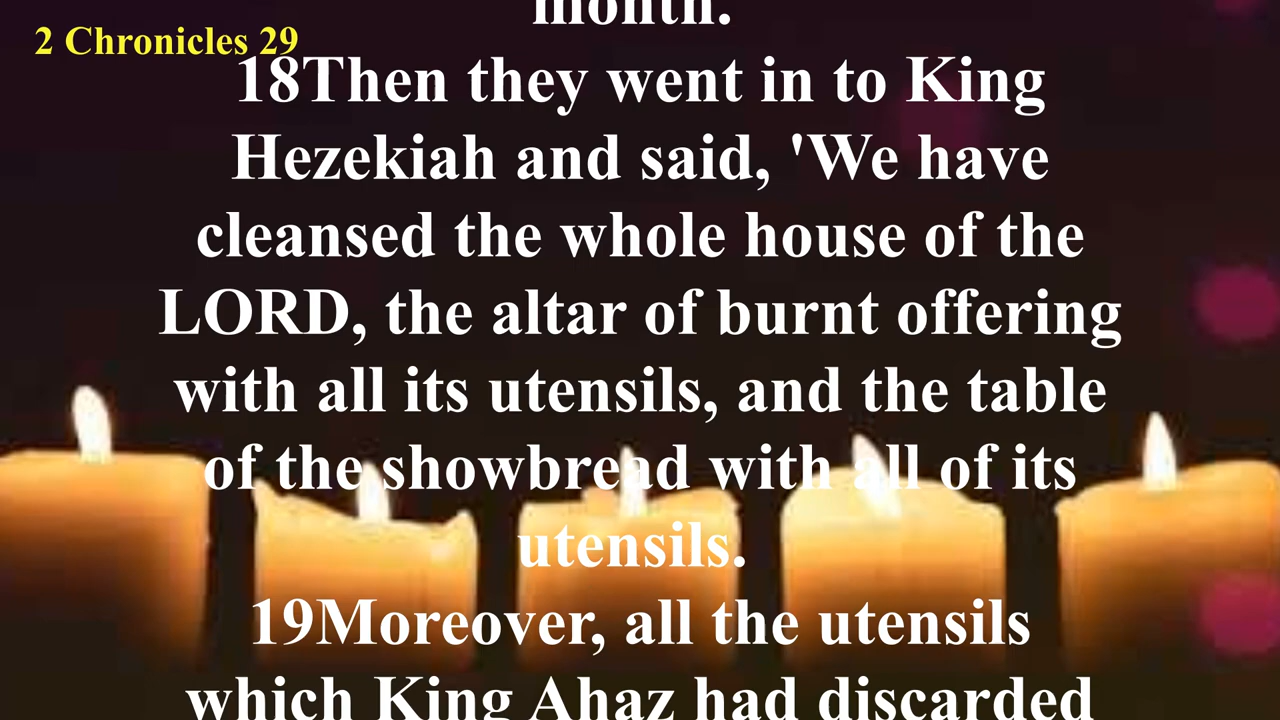 month.
2 Chronicles 29
18Then they went in to King
Hezekiah and said, 'We have
cleansed the whole house of the
LORD, the altar of burnt offering
with all its utensils, and the table
of the showbread with all of its
utensils.
19Moreover, all the utensils
which King Ahaz had discarded